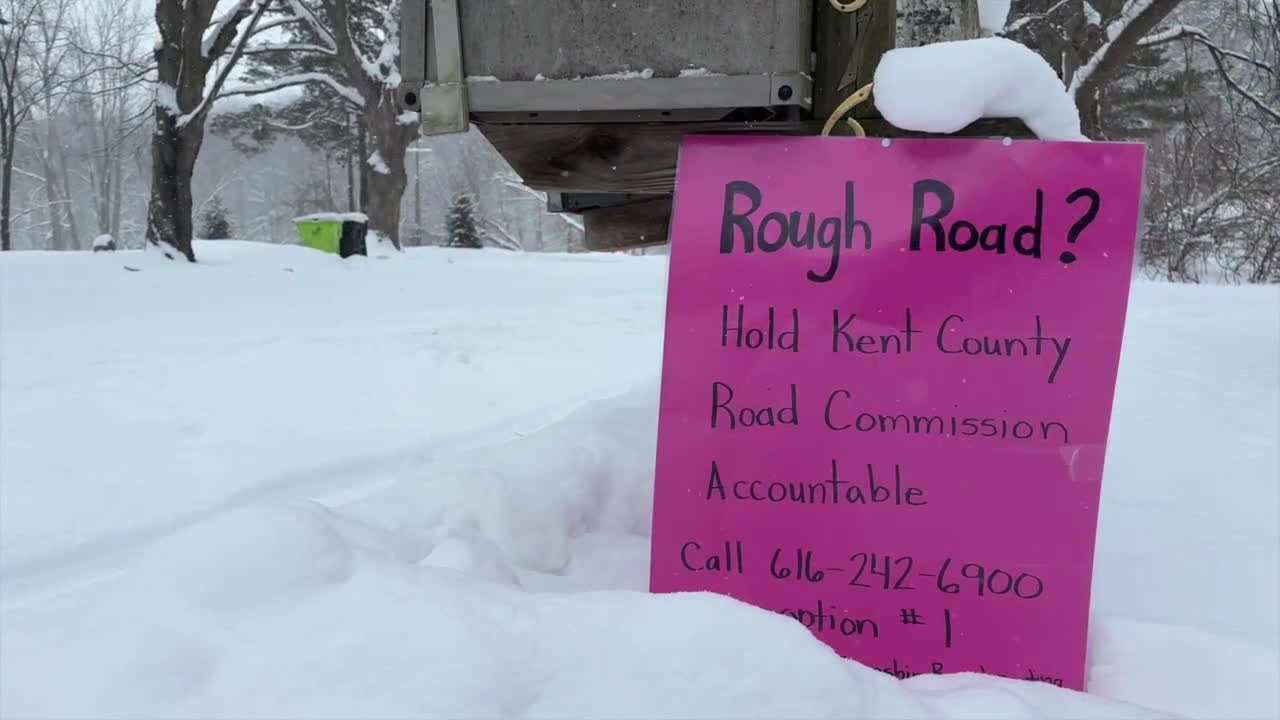 Rough Road?
Hold Kent County
Road Commission
Accountable
Call 616-242-6900
option # 1